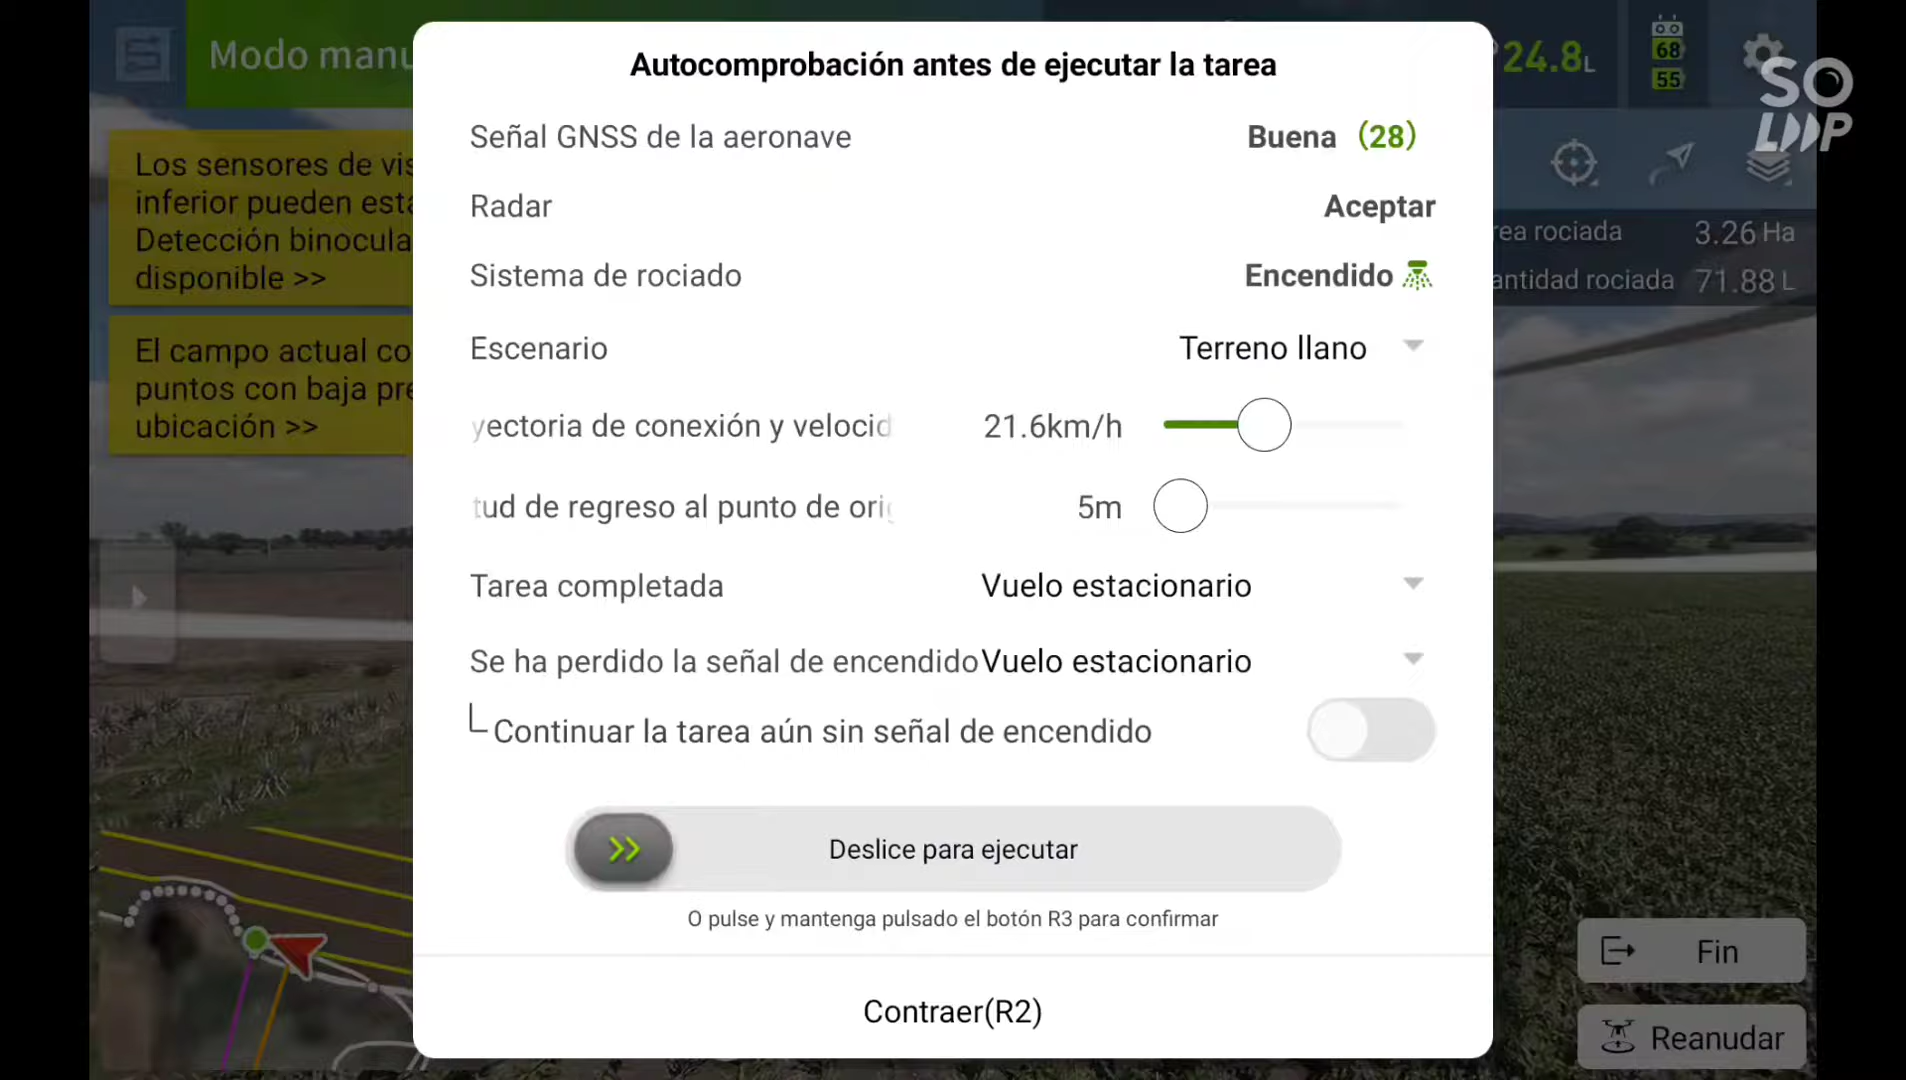 Modo manu
24.8L
68
55
SO
LOOP
Autocomprobación antes de ejecutar la tarea
Señal GNSS de la aeronave Buena (28)
Radar Aceptar
Sistema de rociado Encendido
Escenario Terreno llano
yectoria de conexión y velocid 21.6km/h
tud de regreso al punto de orig 5m
Tarea completada Vuelo estacionario
Se ha perdido la señal de encendido Vuelo estacionario
Continuar la tarea aún sin señal de encendido
Deslice para ejecutar
O pulse y mantenga pulsado el botón R3 para confirmar
Contraer(R2)
Los sensores de vis
inferior pueden esta
Detección binocula
disponible >>
El campo actual co
puntos con baja pre
ubicación >>
rea rociada 3.26 Ha
antidad rociada 71.88 L
Fin
Reanudar